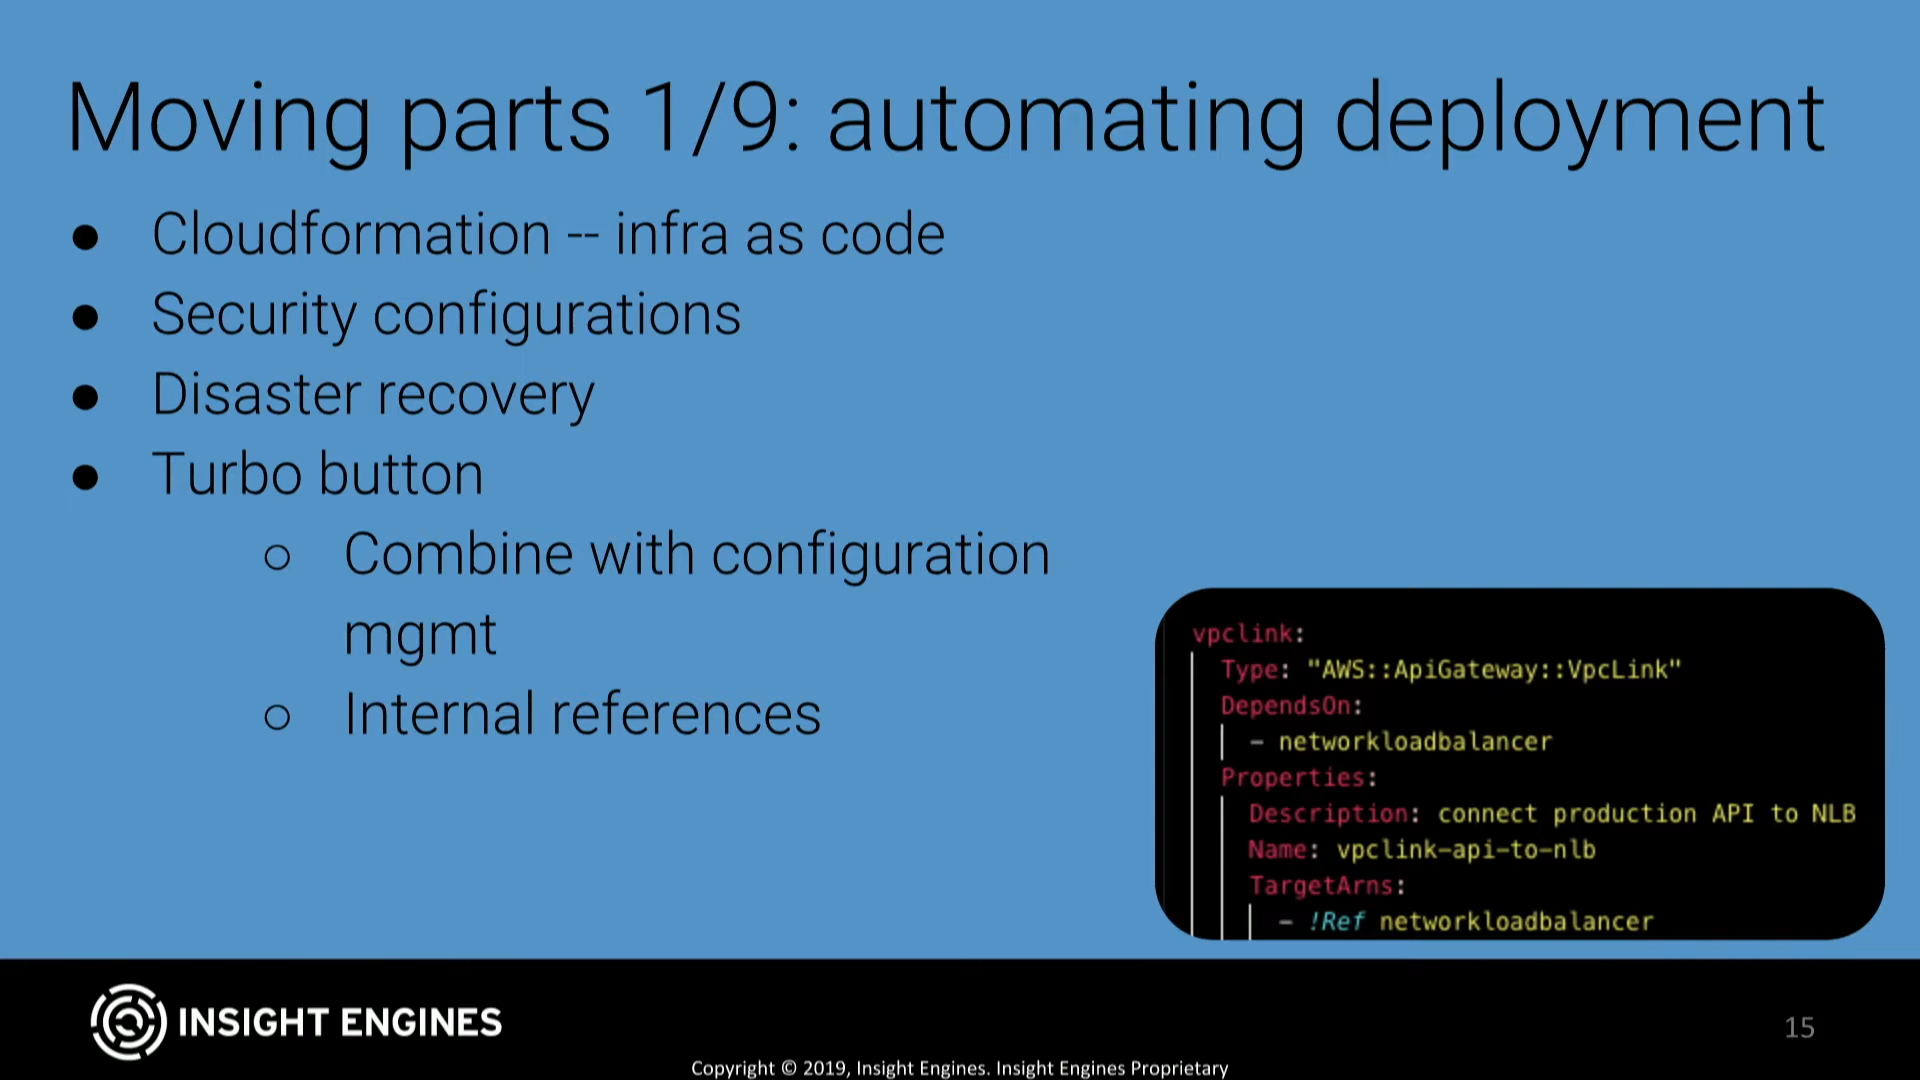 Moving parts 1/9: automating deployment
● Cloudformation -- infra as code
● Security configurations
● Disaster recovery
● Turbo button
○ Combine with configuration
mgmt
○ Internal references
vpclink:
Type: "AWS::ApiGateway::VpcLink"
DependsOn:
- networkloadbalancer
Properties:
Description: connect production API to NLB
Name: vpclink-api-to-nlb
TargetArns:
- !Ref networkloadbalancer
INSIGHT ENGINES
15
Copyright © 2019, Insight Engines. Insight Engines Proprietary